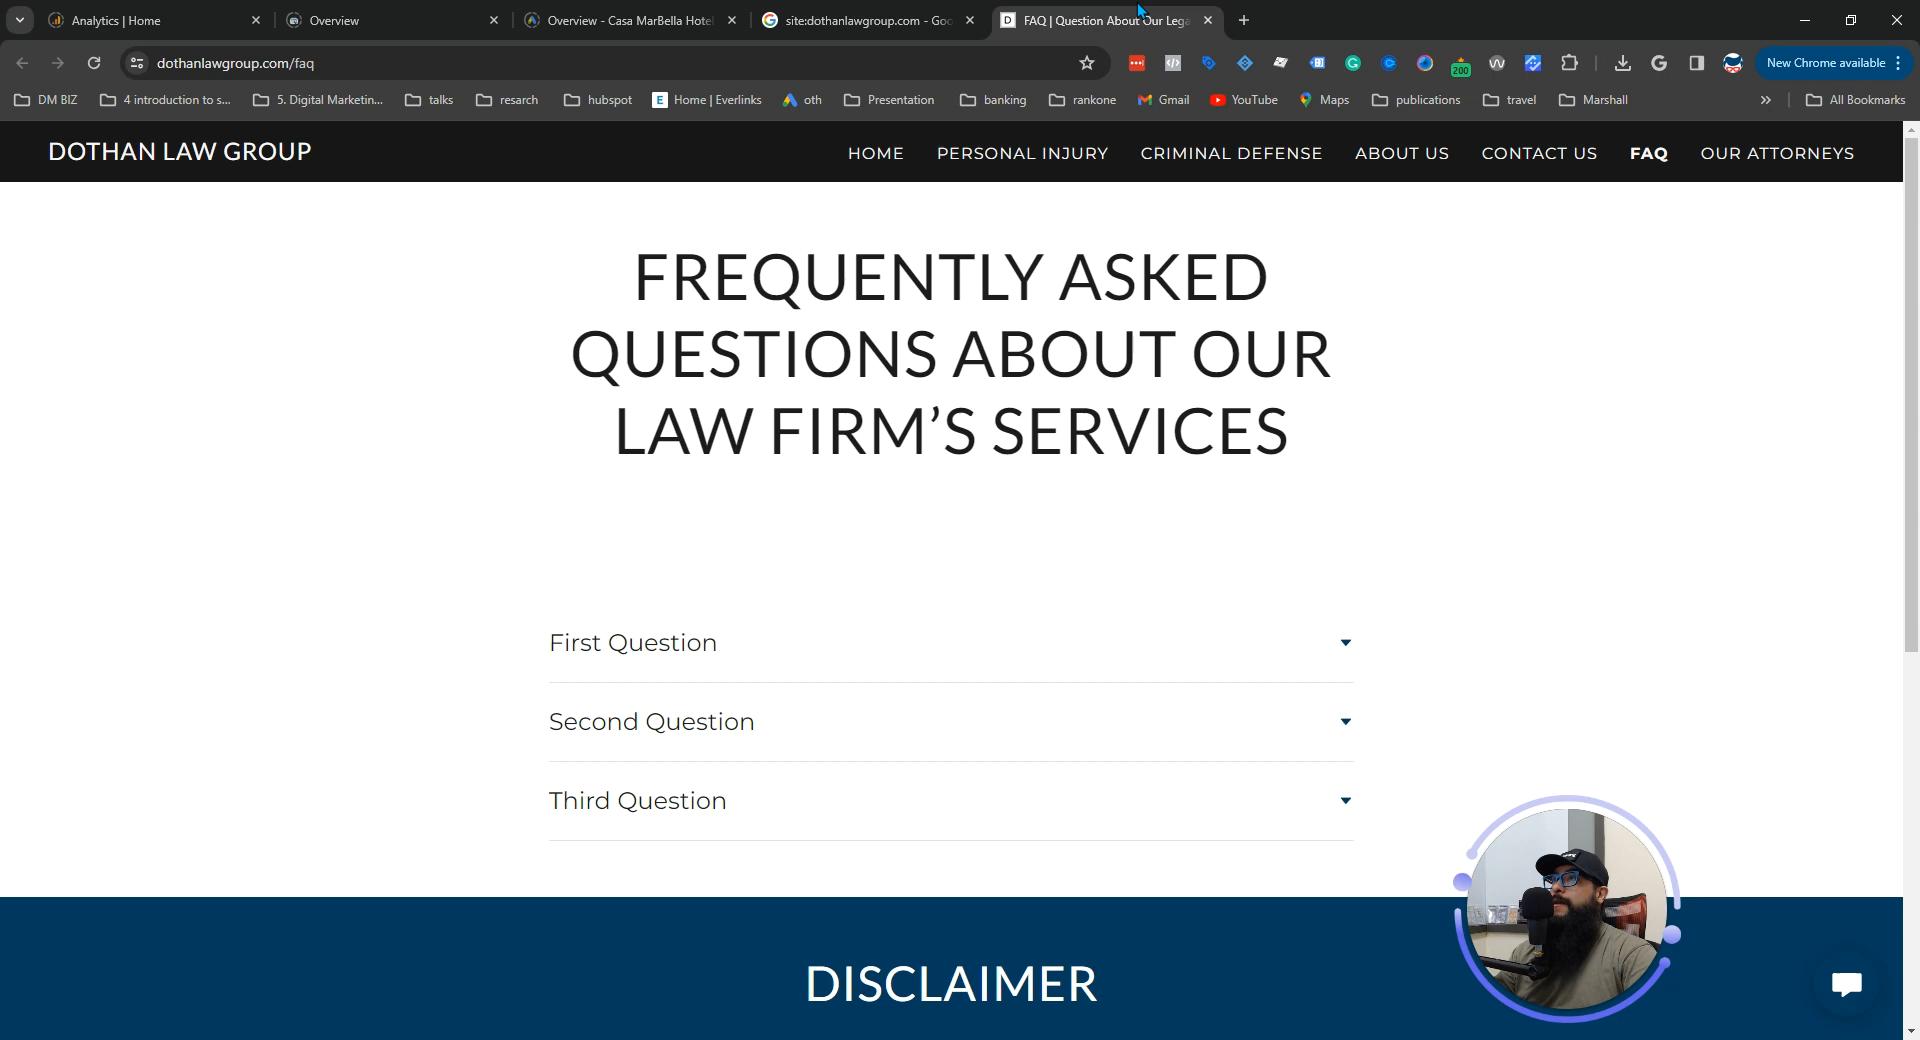 Analytics | Home
Overview
Overview - Casa MarBella Hotel
site:dothanlawgroup.com - Goo
FAQ | Question About Our Lega
dothanlawgroup.com/faq
200
New Chrome available
DM BIZ
4 introduction to s...
5. Digital Marketin...
talks
resarch
hubspot
Home | Everlinks
oth
Presentation
banking
rankone
Gmail
YouTube
Maps
publications
travel
Marshall
All Bookmarks
DOTHAN LAW GROUP
HOME
PERSONAL INJURY
CRIMINAL DEFENSE
ABOUT US
CONTACT US
FAQ
OUR ATTORNEYS
FREQUENTLY ASKED
QUESTIONS ABOUT OUR
LAW FIRM’S SERVICES
First Question
Second Question
Third Question
DISCLAIMER